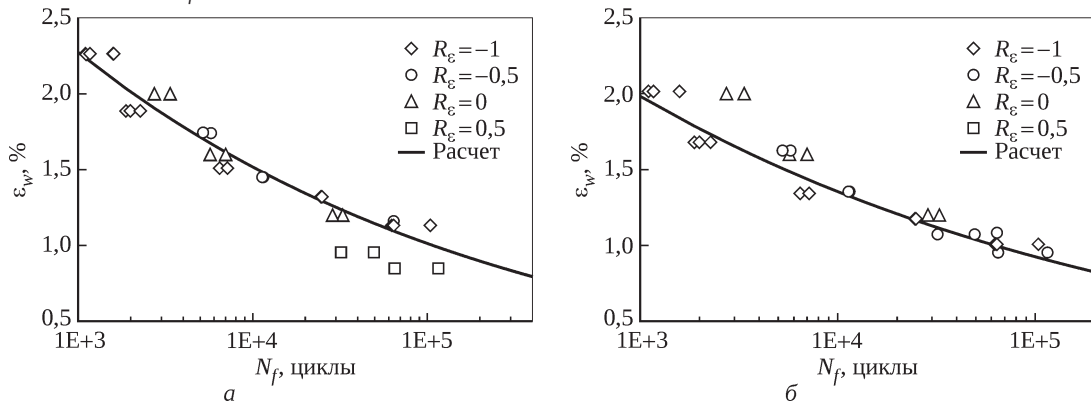 2,5
2,0
1,5
1,0
0,5
ε_w, %
R_ε = −1
R_ε = −0,5
R_ε = 0
R_ε = 0,5
Расчет
1E+3
1E+4
1E+5
N_f, циклы
а
2,5
2,0
1,5
1,0
0,5
ε_w, %
R_ε = −1
R_ε = −0,5
R_ε = 0
R_ε = 0,5
Расчет
1E+3
1E+4
1E+5
N_f, циклы
б